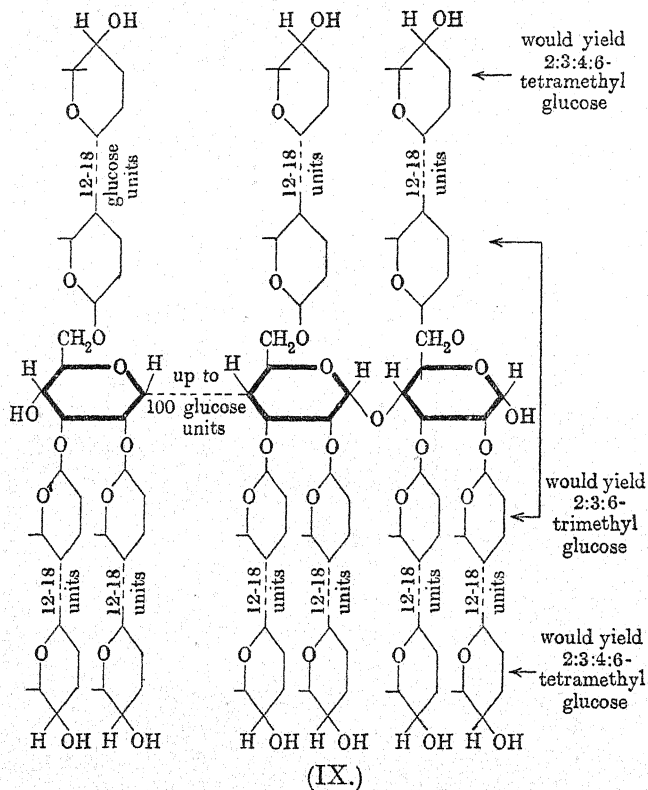 H OH
H OH
H OH
would yield
2:3:4:6-
tetramethyl
glucose
O
O
O
12-18
glucose
units
12-18
units
12-18
units
O
O
O
O
CH₂O
CH₂O
CH₂O
H
O
H
up to
H
O
H
H
O
H
HO
100 glucose
units
O
OH
O
O
O
O
O
O
would yield
2:3:6-
trimethyl
glucose
O
O
O
O
O
O
12-18
units
12-18
units
12-18
units
12-18
units
12-18
units
12-18
units
would yield
2:3:4:6-
tetramethyl
glucose
O
O
O
O
O
O
H OH
H OH
H OH
H OH
H OH
H OH
(IX.)